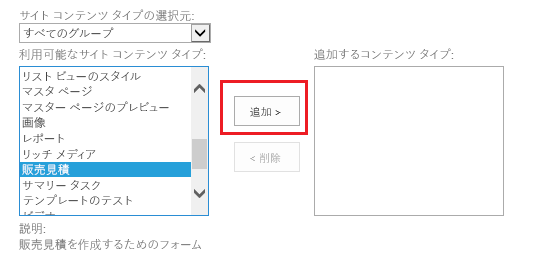 サイト コンテンツ タイプの選択元:
すべてのグループ
利用可能なサイト コンテンツ タイプ:
リスト ビューのスタイル
マスタ ページ
マスター ページのプレビュー
画像
レポート
リッチ メディア
販売見積
サマリー タスク
テンプレートのテスト
ビデオ
追加 >
< 削除
追加するコンテンツ タイプ:
説明:
販売見積を作成するためのフォーム